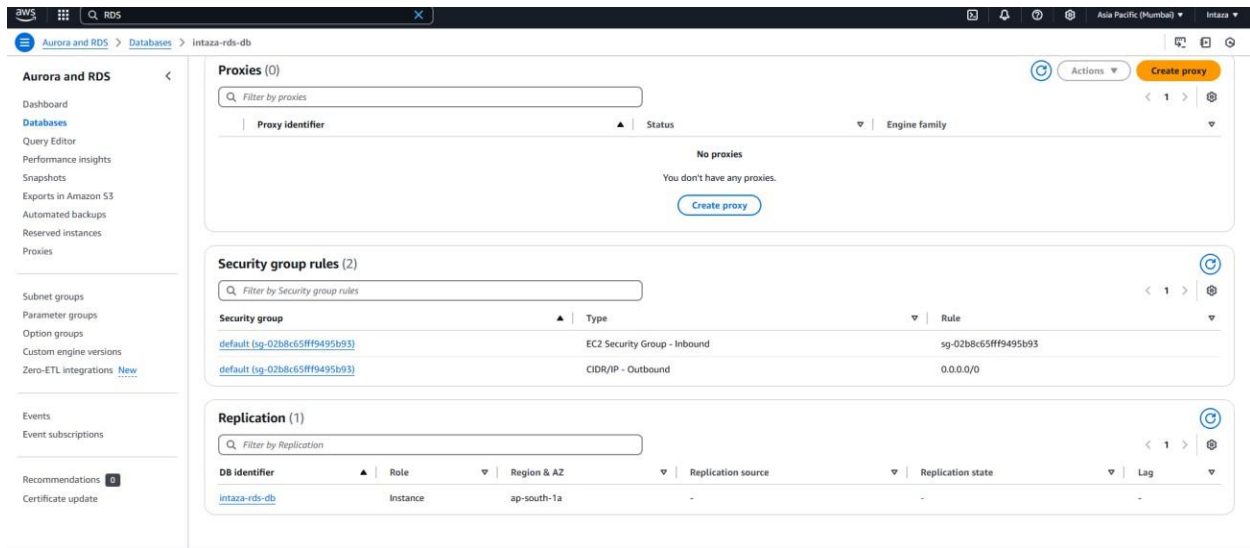 aws RDS Asia Pacific (Mumbai) Intaza
Aurora and RDS > Databases > intaza-rds-db
Aurora and RDS
Dashboard
Databases
Query Editor
Performance insights
Snapshots
Exports in Amazon S3
Automated backups
Reserved instances
Proxies
Subnet groups
Parameter groups
Option groups
Custom engine versions
Zero-ETL integrations New
Events
Event subscriptions
Recommendations 0
Certificate update
Proxies (0) Actions Create proxy
Filter by proxies 1
Proxy identifier Status Engine family
No proxies
You don't have any proxies.
Create proxy
Security group rules (2)
Filter by Security group rules 1
Security group Type Rule
default (sg-02b8c65fff9495b93) EC2 Security Group - Inbound sg-02b8c65fff9495b93
default (sg-02b8c65fff9495b93) CIDR/IP - Outbound 0.0.0.0/0
Replication (1)
Filter by Replication 1
DB identifier Role Region & AZ Replication source Replication state Lag
intaza-rds-db Instance ap-south-1a - - -